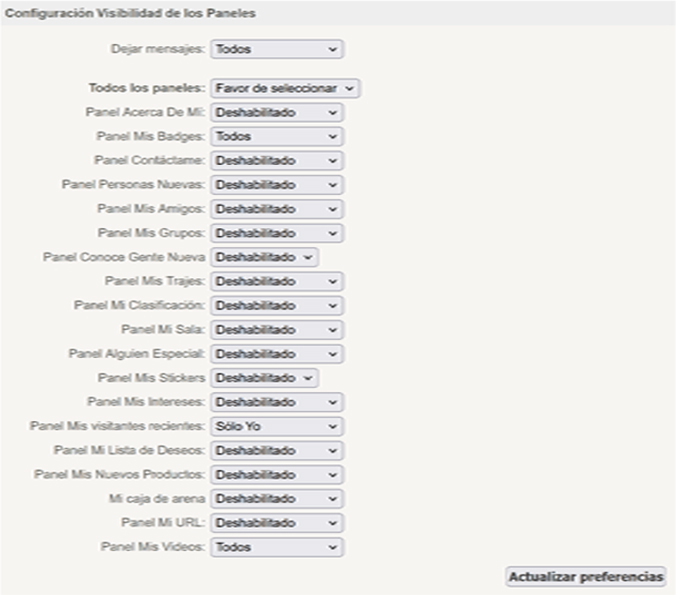 Configuración Visibilidad de los Paneles
Dejar mensajes: Todos
Todos los paneles: Favor de seleccionar
Panel Acerca De Mí: Deshabilitado
Panel Mis Badges: Todos
Panel Contáctame: Deshabilitado
Panel Personas Nuevas: Deshabilitado
Panel Mis Amigos: Deshabilitado
Panel Mis Grupos: Deshabilitado
Panel Conoce Gente Nueva Deshabilitado
Panel Mis Trajes: Deshabilitado
Panel Mi Clasificación: Deshabilitado
Panel Mi Sala: Deshabilitado
Panel Alguien Especial: Deshabilitado
Panel Mis Stickers Deshabilitado
Panel Mis Intereses: Deshabilitado
Panel Mis visitantes recientes: Sólo Yo
Panel Mi Lista de Deseos: Deshabilitado
Panel Mis Nuevos Productos: Deshabilitado
Mi caja de arena Deshabilitado
Panel Mi URL: Deshabilitado
Panel Mis Videos: Todos
Actualizar preferencias